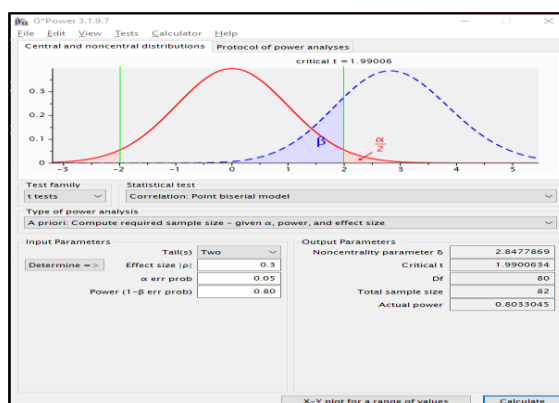 G*Power 3.1.9.7
File Edit View Tests Calculator Help
Central and noncentral distributions Protocol of power analyses
critical t = 1.99006
0.3
0.2
0.1
0
β
α
2
-3 -2 -1 0 1 2 3 4 5
Test family Statistical test
t tests Correlation: Point biserial model
Type of power analysis
A priori: Compute required sample size - given α, power, and effect size
Input Parameters Output Parameters
Tail(s) Two Noncentrality parameter δ 2.8477869
Determine => Effect size |ρ| 0.3 Critical t 1.9900634
α err prob 0.05 Df 80
Power (1-β err prob) 0.80 Total sample size 82
Actual power 0.8033045
X-Y plot for a range of values Calculate